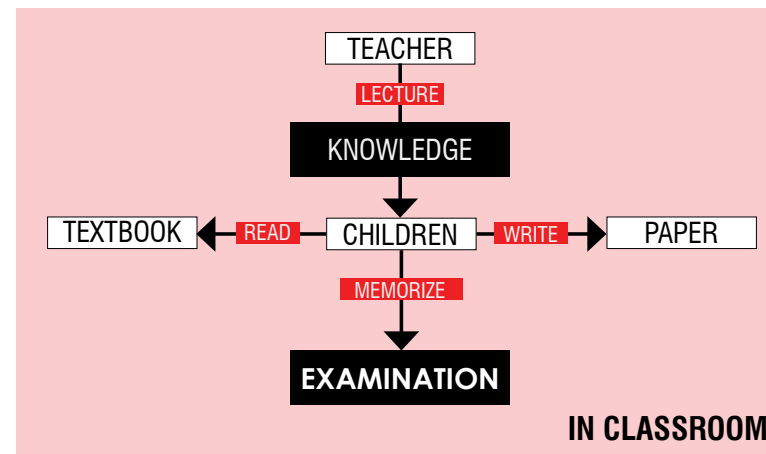 TEACHER
LECTURE
KNOWLEDGE
TEXTBOOK READ CHILDREN WRITE PAPER
MEMORIZE
EXAMINATION
IN CLASSROOM